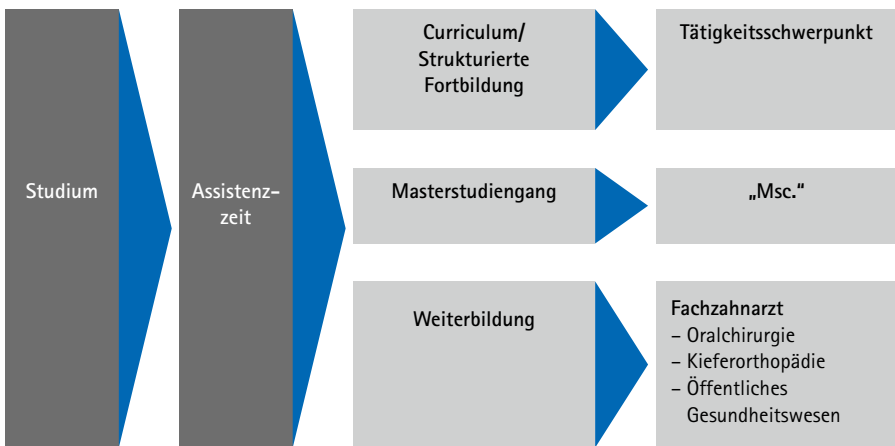 Studium
Assistenz-
zeit
Curriculum/
Strukturierte
Fortbildung
Tätigkeitsschwerpunkt
Masterstudiengang
„Msc.“
Weiterbildung
Fachzahnarzt
– Oralchirurgie
– Kieferorthopädie
– Öffentliches
Gesundheitswesen